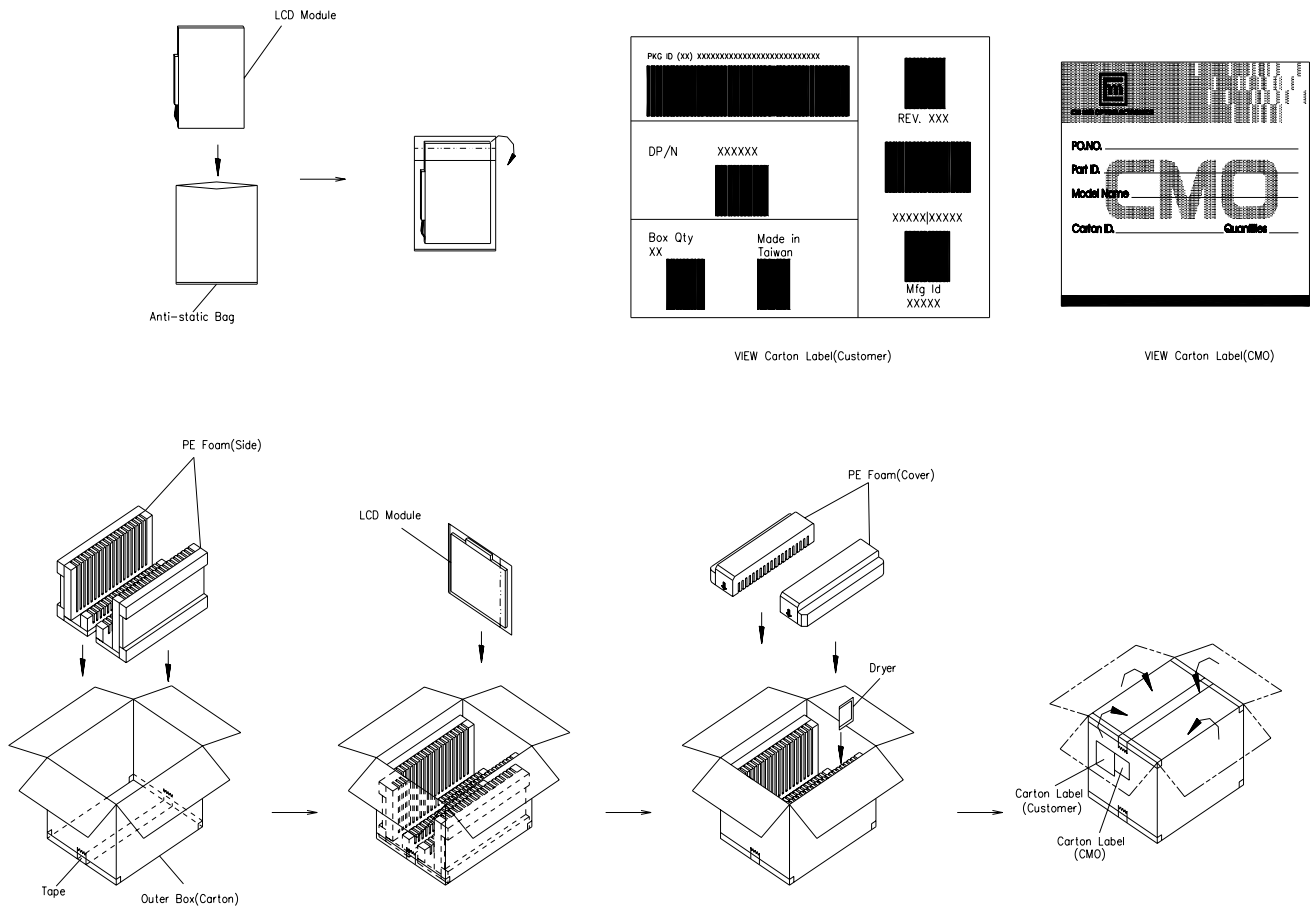 LCD Module
Anti-static Bag
PKG ID (XX) XXXXXXXXXXXXXXXXXXXXXXXXXXX
REV. XXX
DP/N XXXXXX
XXXXX|XXXXX
Box Qty
XX
Made in
Taiwan
Mfg Id
XXXXX
VIEW Carton Label(Customer)
PO.NO.
Part ID.
Model Name
CMO
Carton ID.
Quantities
VIEW Carton Label(CMO)
PE Foam(Side)
LCD Module
PE Foam(Cover)
Dryer
Tape
Outer Box(Carton)
Carton Label
(Customer)
Carton Label
(CMO)